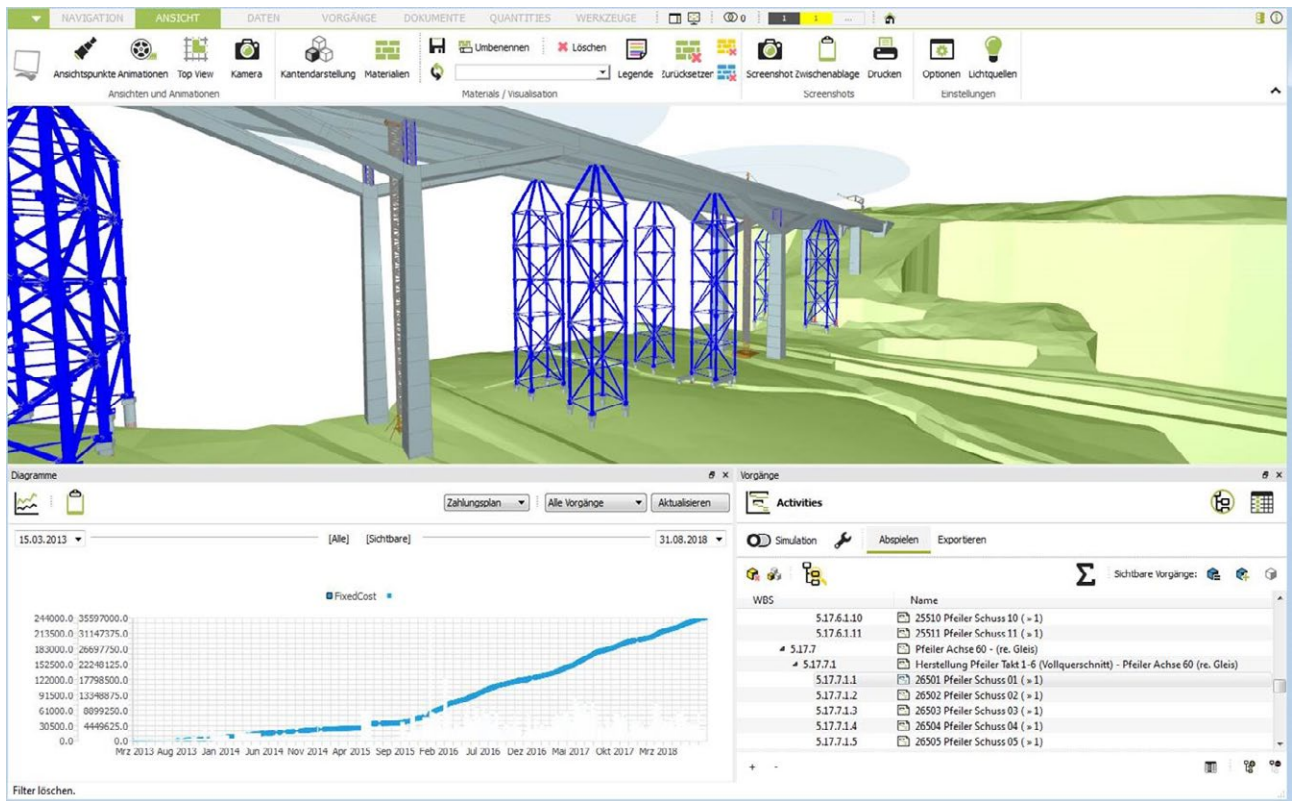 NAVIGATION ANSICHT DATEN VORGÄNGE DOKUMENTE QUANTITIES WERKZEUGE 0 1 1 ...
Umbenennen Löschen
Ansichtspunkte Animationen Top View Kamera Kantendarstellung Materialien Legende Zurücksetzer Screenshot Zwischenablage Drucken Optionen Lichtquellen
Ansichten und Animationen Materials / Visualisation Screenshots Einstellungen
Diagramme
Zahlungsplan Alle Vorgänge Aktualisieren
15.03.2013 [Alle] [Sichtbare] 31.08.2018
FixedCost
244000.0 35597000.0
213500.0 31147375.0
183000.0 26697750.0
152500.0 22248125.0
122000.0 17798500.0
91500.0 13348875.0
61000.0 8899250.0
30500.0 4449625.0
0.0 0.0
Mrz 2013 Aug 2013 Jan 2014 Jun 2014 Nov 2014 Apr 2015 Sep 2015 Feb 2016 Jul 2016 Dez 2016 Mai 2017 Okt 2017 Mrz 2018
Vorgänge
Activities
Simulation Abspielen Exportieren
Σ Sichtbare Vorgänge:
WBS Name
5.17.6.1.10 25510 Pfeiler Schuss 10 ( » 1)
5.17.6.1.11 25511 Pfeiler Schuss 11 ( » 1)
5.17.7 Pfeiler Achse 60 - (re. Gleis)
5.17.7.1 Herstellung Pfeiler Takt 1-6 (Vollquerschnitt) - Pfeiler Achse 60 (re. Gleis)
5.17.7.1.1 26501 Pfeiler Schuss 01 ( » 1)
5.17.7.1.2 26502 Pfeiler Schuss 02 ( » 1)
5.17.7.1.3 26503 Pfeiler Schuss 03 ( » 1)
5.17.7.1.4 26504 Pfeiler Schuss 04 ( » 1)
5.17.7.1.5 26505 Pfeiler Schuss 05 ( » 1)
+ -
Filter löschen.